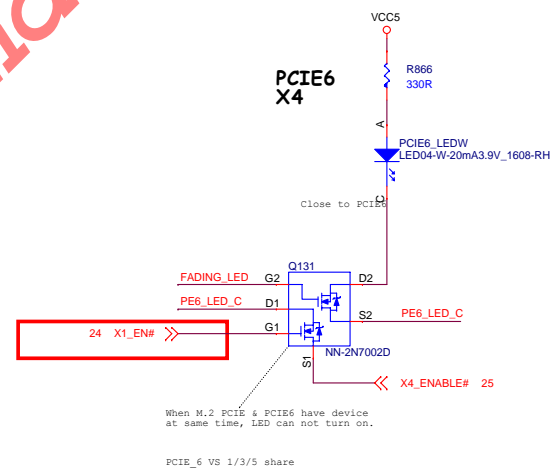 VCC5
PCIE6
X4
R866
330R
A
PCIE6_LEDW
LED04-W-20mA3.9V_1608-RH
C
Close to PCIE6
Q131
FADING_LED G2
D2
PE6_LED_C D1
S2 PE6_LED_C
24 X1_EN# G1
NN-2N7002D
S1
X4_ENABLE# 25
When M.2 PCIE & PCIE6 have device
at same time, LED can not turn on.
PCIE_6 VS 1/3/5 share